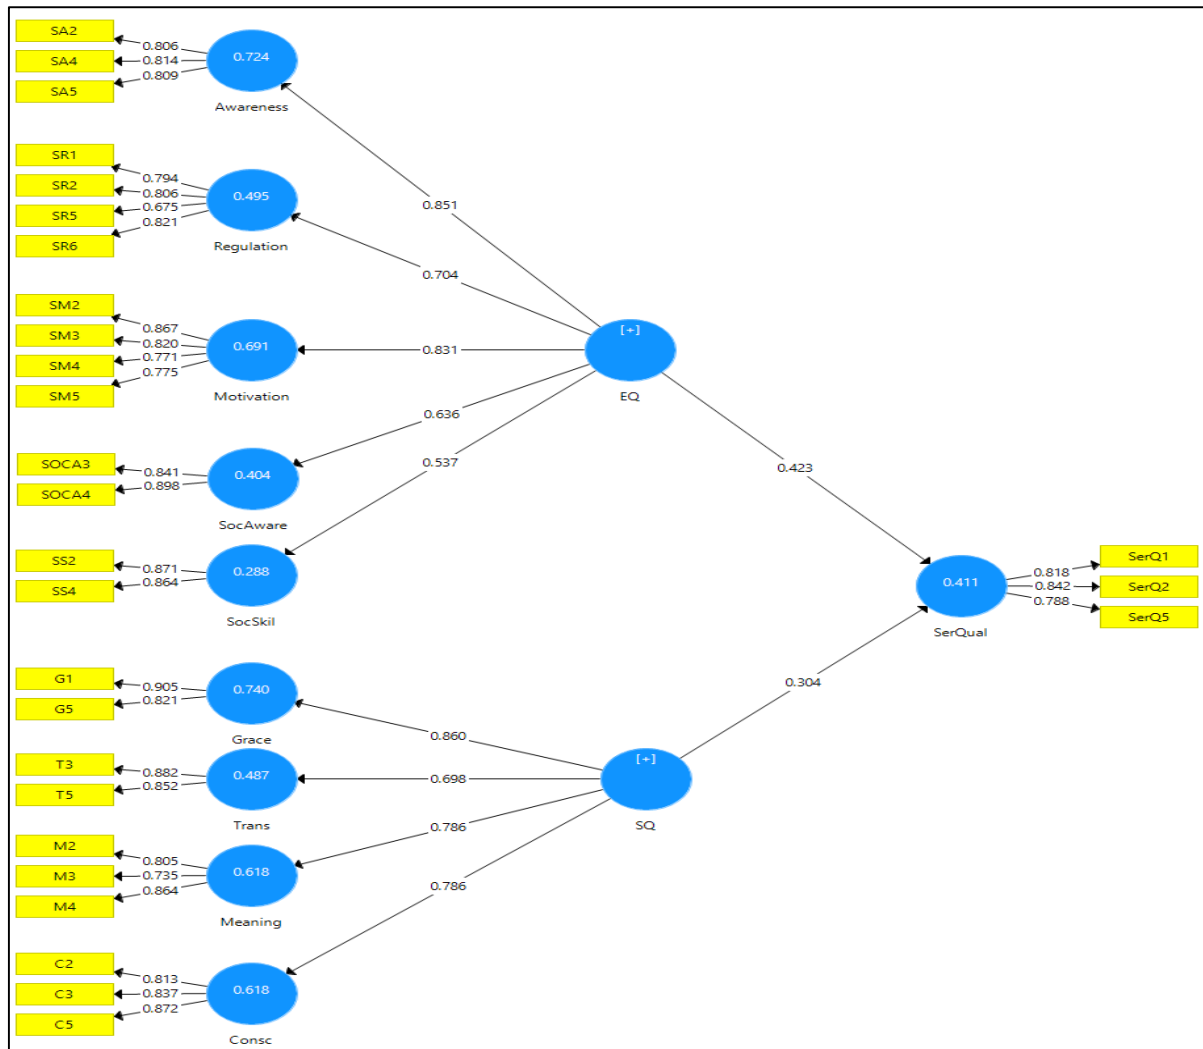 SA2
SA4
SA5
0.806
0.814
0.809
0.724
Awareness
SR1
SR2
SR5
SR6
0.794
0.806
0.675
0.821
0.495
Regulation
SM2
SM3
SM4
SM5
0.867
0.820
0.771
0.775
0.691
Motivation
SOCA3
SOCA4
0.841
0.898
0.404
SocAware
SS2
SS4
0.871
0.864
0.288
SocSkil
G1
G5
0.905
0.821
0.740
Grace
T3
T5
0.882
0.852
0.487
Trans
M2
M3
M4
0.805
0.735
0.864
0.618
Meaning
C2
C3
C5
0.813
0.837
0.872
0.618
Consc
0.851
0.704
0.831
0.636
0.537
[+]
EQ
0.860
0.698
0.786
0.786
[+]
SQ
0.423
0.304
0.411
SerQual
0.818
0.842
0.788
SerQ1
SerQ2
SerQ5